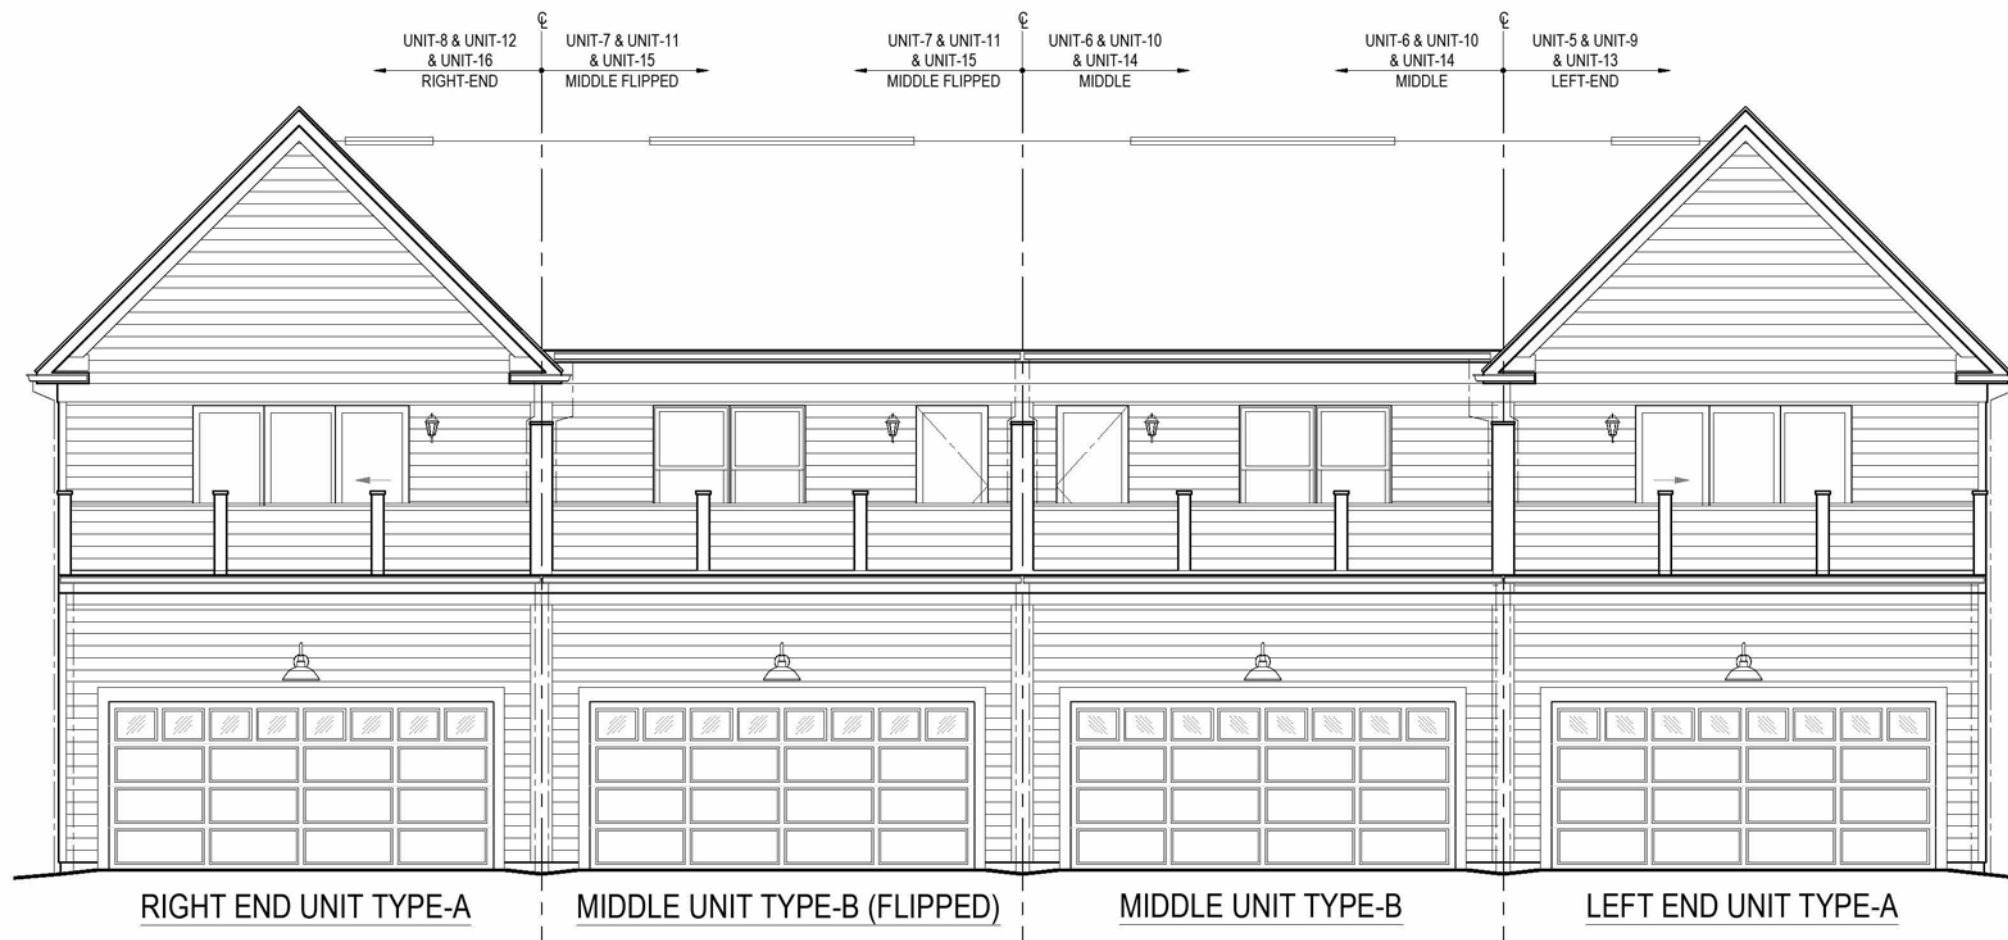 ℄ ℄ ℄
UNIT-8 & UNIT-12
& UNIT-16
RIGHT-END
UNIT-7 & UNIT-11
& UNIT-15
MIDDLE FLIPPED
UNIT-7 & UNIT-11
& UNIT-15
MIDDLE FLIPPED
UNIT-6 & UNIT-10
& UNIT-14
MIDDLE
UNIT-6 & UNIT-10
& UNIT-14
MIDDLE
UNIT-5 & UNIT-9
& UNIT-13
LEFT-END
RIGHT END UNIT TYPE-A
MIDDLE UNIT TYPE-B (FLIPPED)
MIDDLE UNIT TYPE-B
LEFT END UNIT TYPE-A